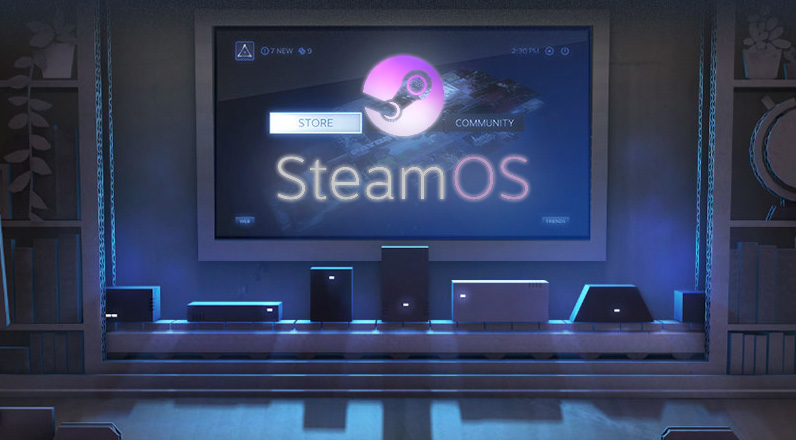 7 NEW 9 2:30 PM
STORE COMMUNITY
SteamOS
WEB FRIENDS